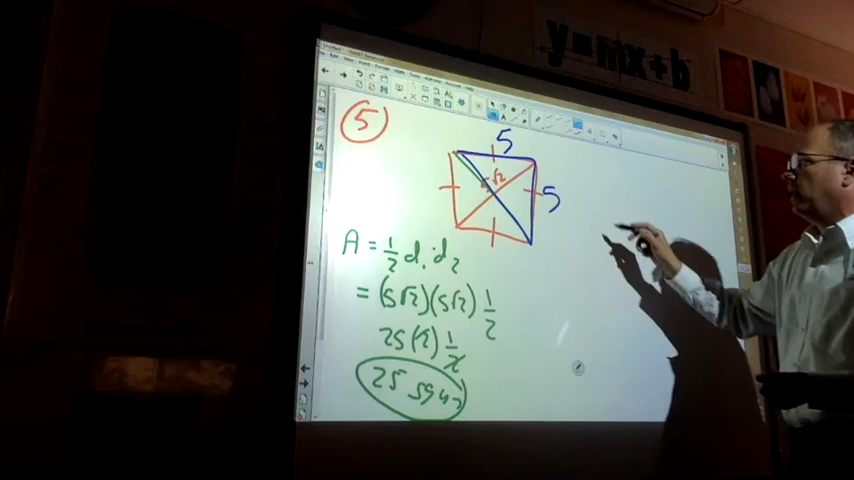 y=mx+b
5
5
5√2
5
A = 1/2 d₁ · d₂
= (5√2)(5√2) 1/2
25(2) 1/2
25